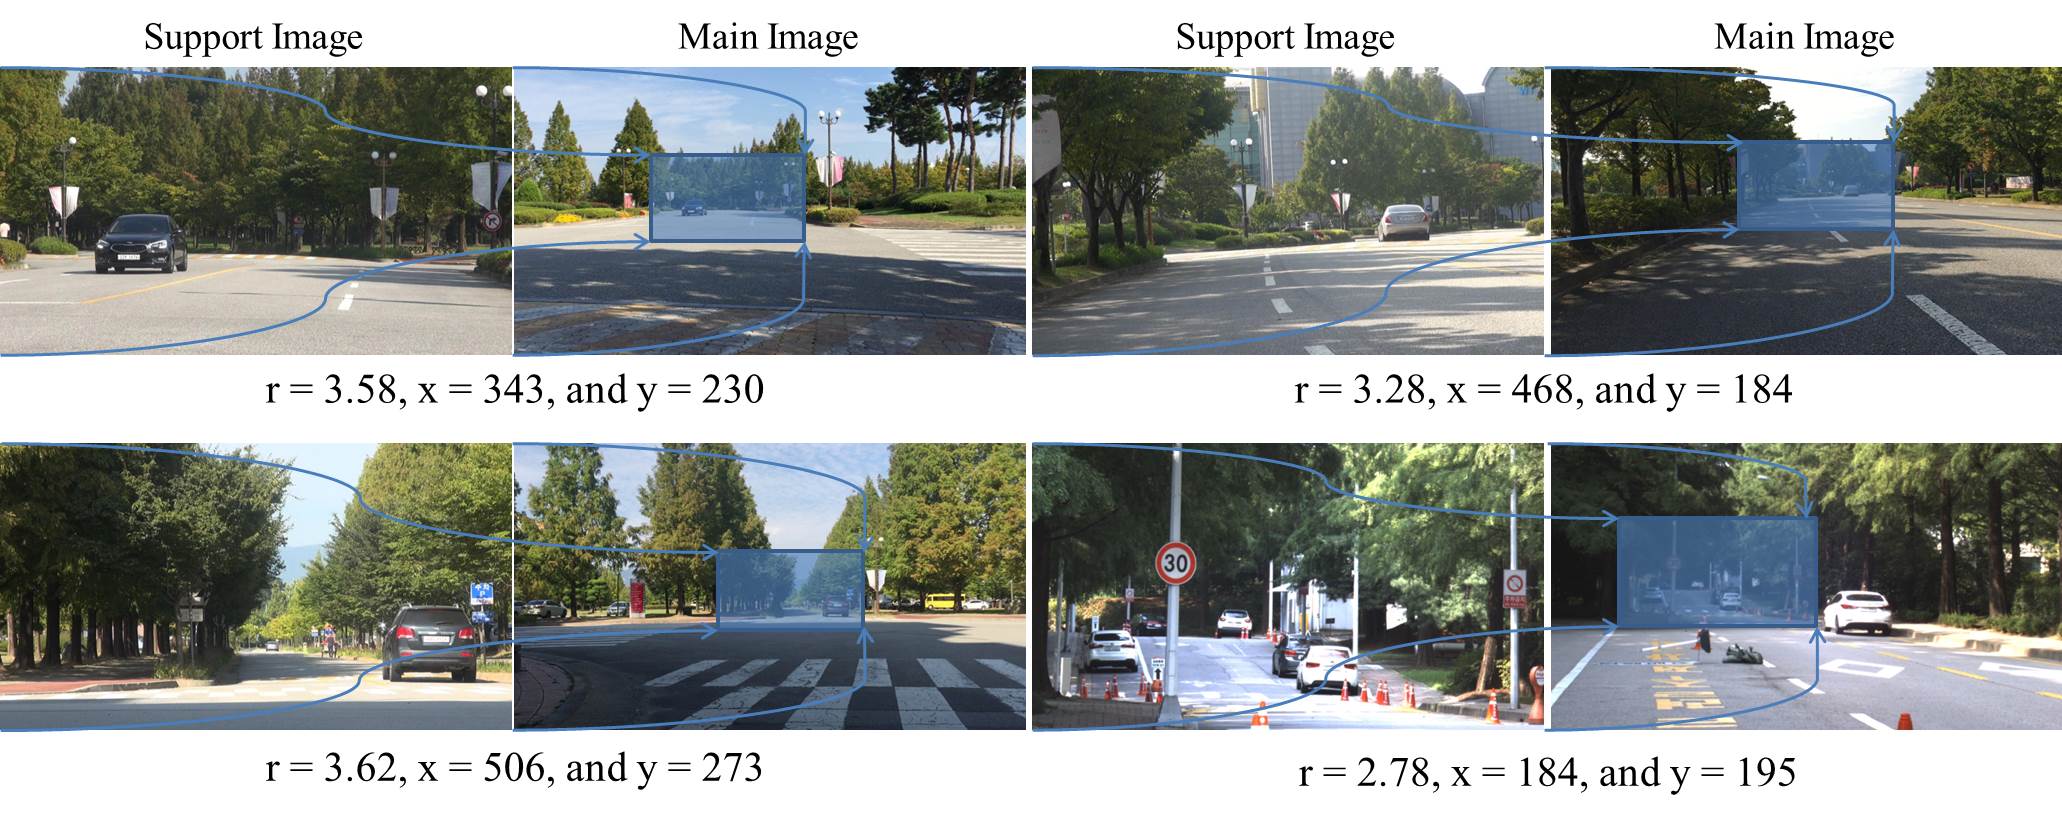 Support Image
Main Image
Support Image
Main Image
r = 3.58, x = 343, and y = 230
r = 3.28, x = 468, and y = 184
30
r = 3.62, x = 506, and y = 273
r = 2.78, x = 184, and y = 195